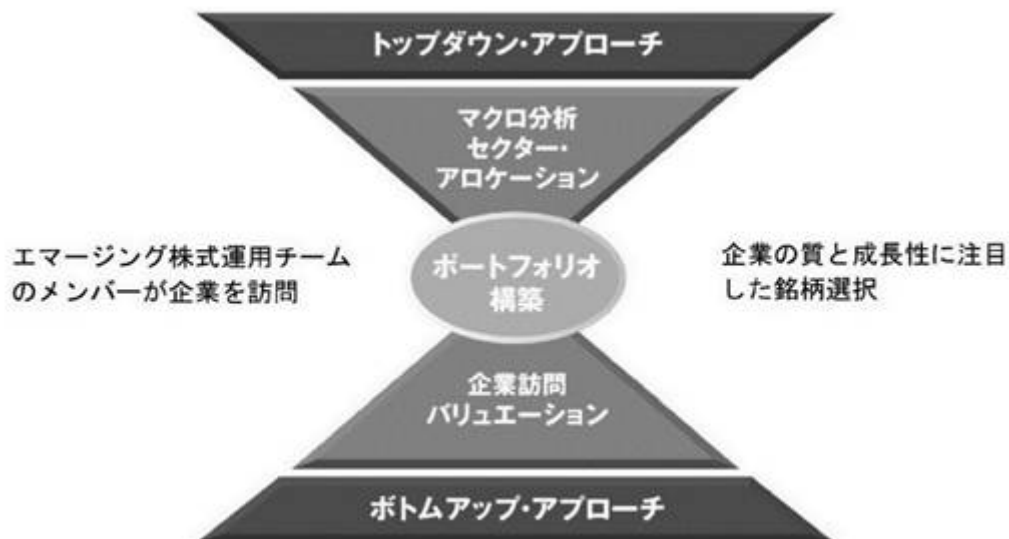 トップダウン・アプローチ
マクロ分析
セクター・
アロケーション
エマージング株式運用チーム
のメンバーが企業を訪問
ポートフォリオ
構築
企業の質と成長性に注目
した銘柄選択
企業訪問
バリュエーション
ボトムアップ・アプローチ